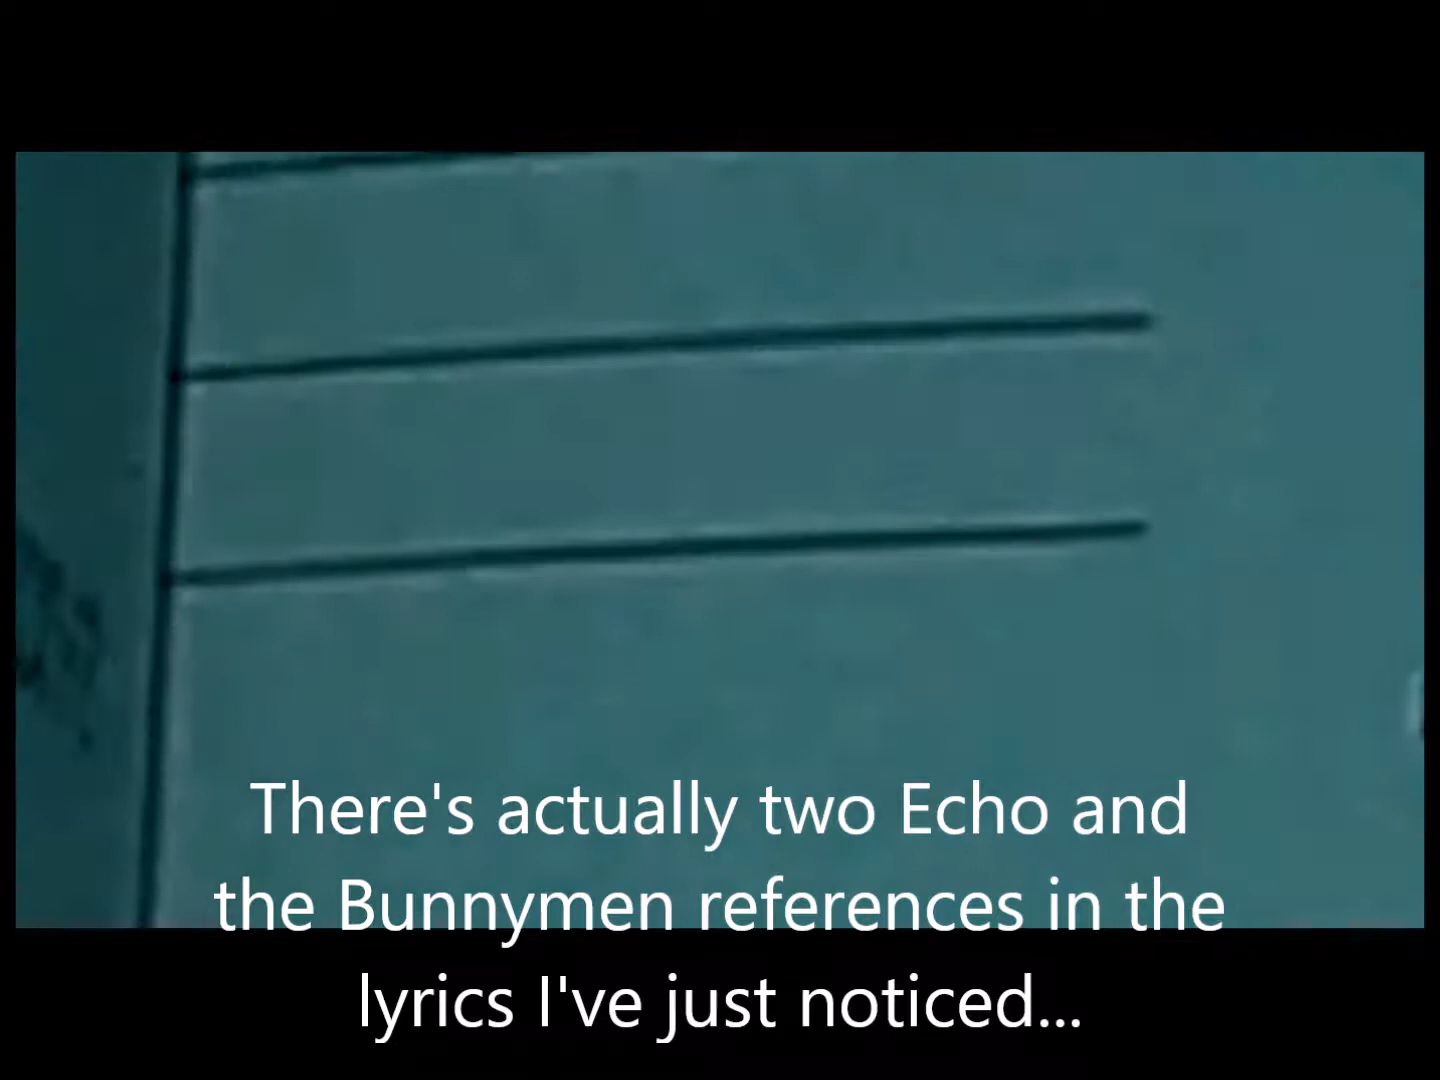 There's actually two Echo and
the Bunnymen references in the
lyrics I've just noticed...